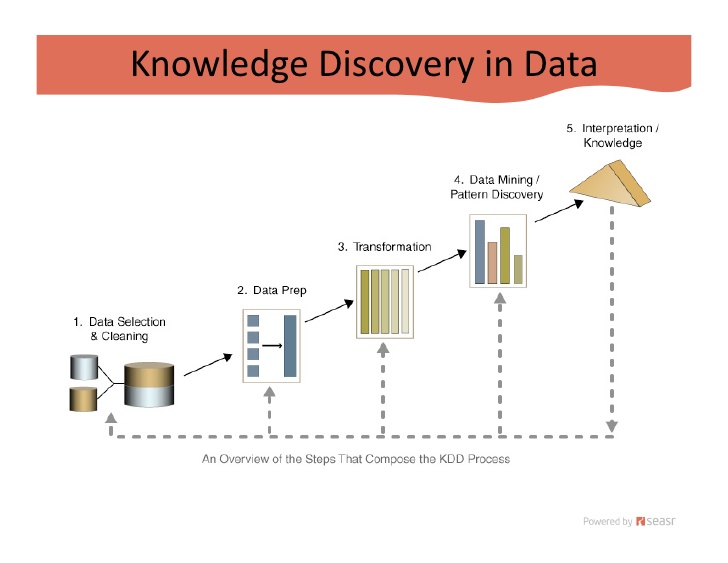 Knowledge Discovery in Data
5. Interpretation /
Knowledge
4. Data Mining /
Pattern Discovery
3. Transformation
2. Data Prep
1. Data Selection
& Cleaning
An Overview of the Steps That Compose the KDD Process
Powered by seasr